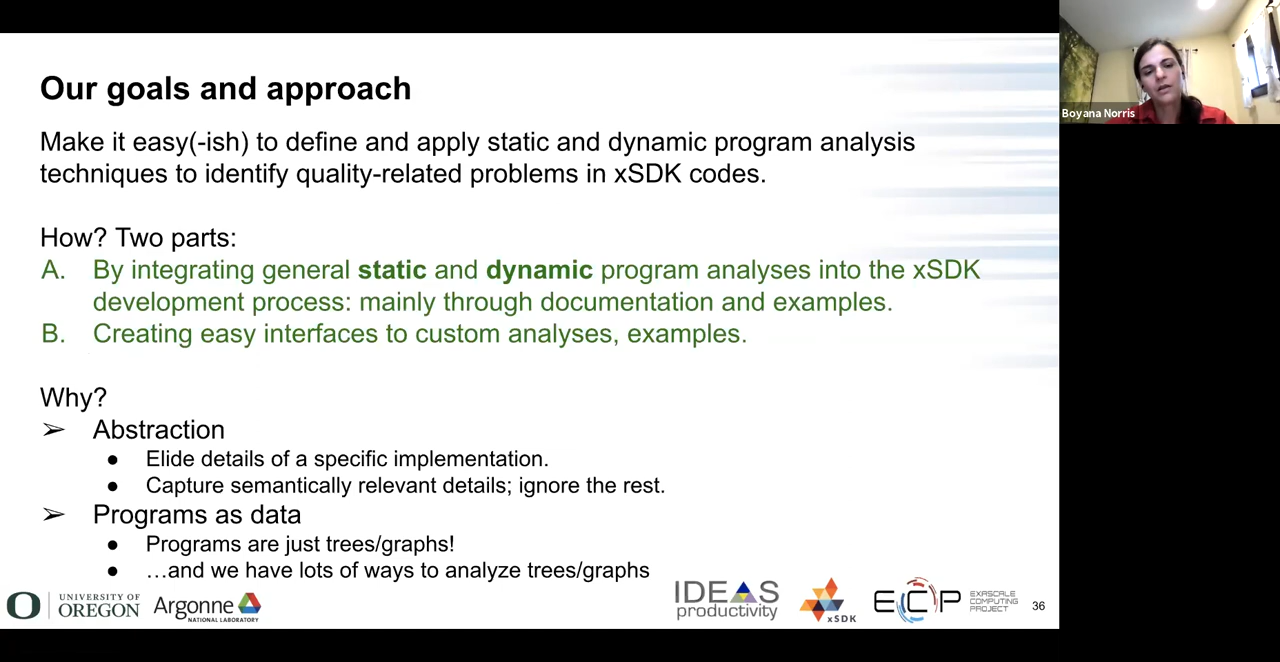 Our goals and approach
Make it easy(-ish) to define and apply static and dynamic program analysis
techniques to identify quality-related problems in xSDK codes.
How? Two parts:
A. By integrating general static and dynamic program analyses into the xSDK
development process: mainly through documentation and examples.
B. Creating easy interfaces to custom analyses, examples.
Why?
➢ Abstraction
● Elide details of a specific implementation.
● Capture semantically relevant details; ignore the rest.
➢ Programs as data
● Programs are just trees/graphs!
● …and we have lots of ways to analyze trees/graphs
O UNIVERSITY OF
OREGON
Argonne
NATIONAL LABORATORY
IDEAS
productivity
xSDK
ECP
EXASCALE
COMPUTING
PROJECT
36
Boyana Norris